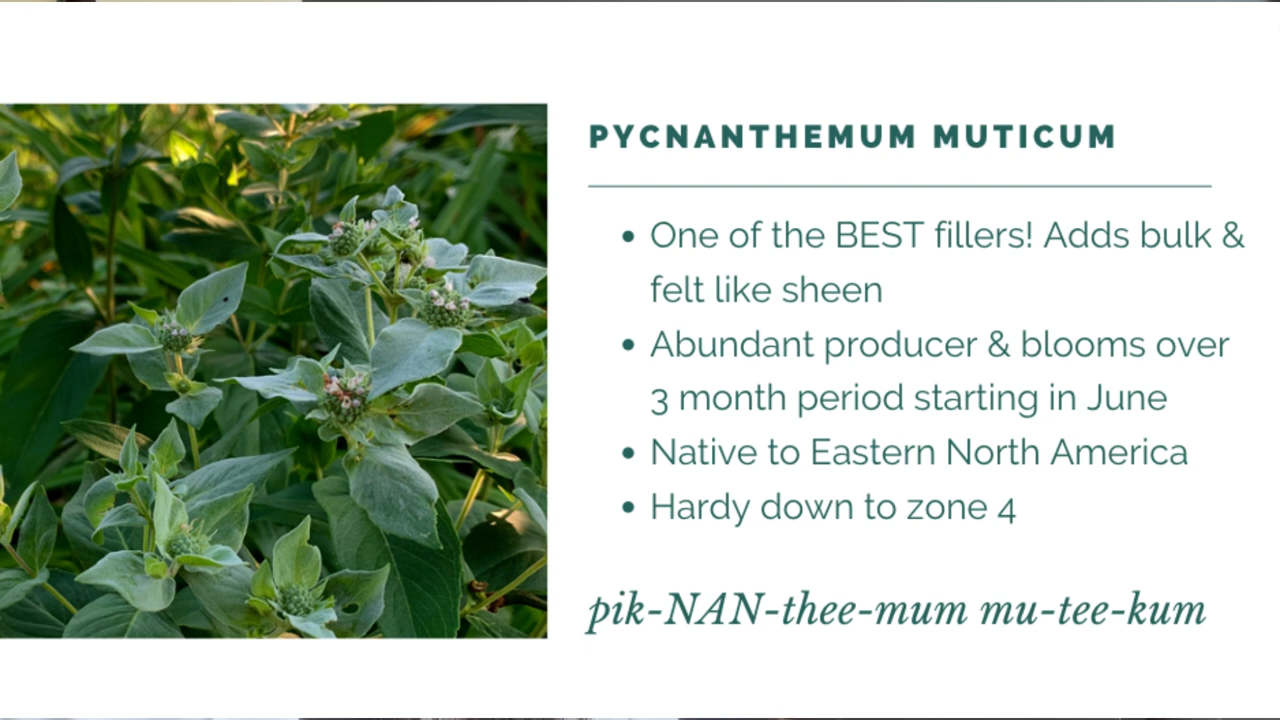 PYCNANTHEMUM MUTICUM
• One of the BEST fillers! Adds bulk &
felt like sheen
• Abundant producer & blooms over
3 month period starting in June
• Native to Eastern North America
• Hardy down to zone 4
pik-NAN-thee-mum mu-tee-kum